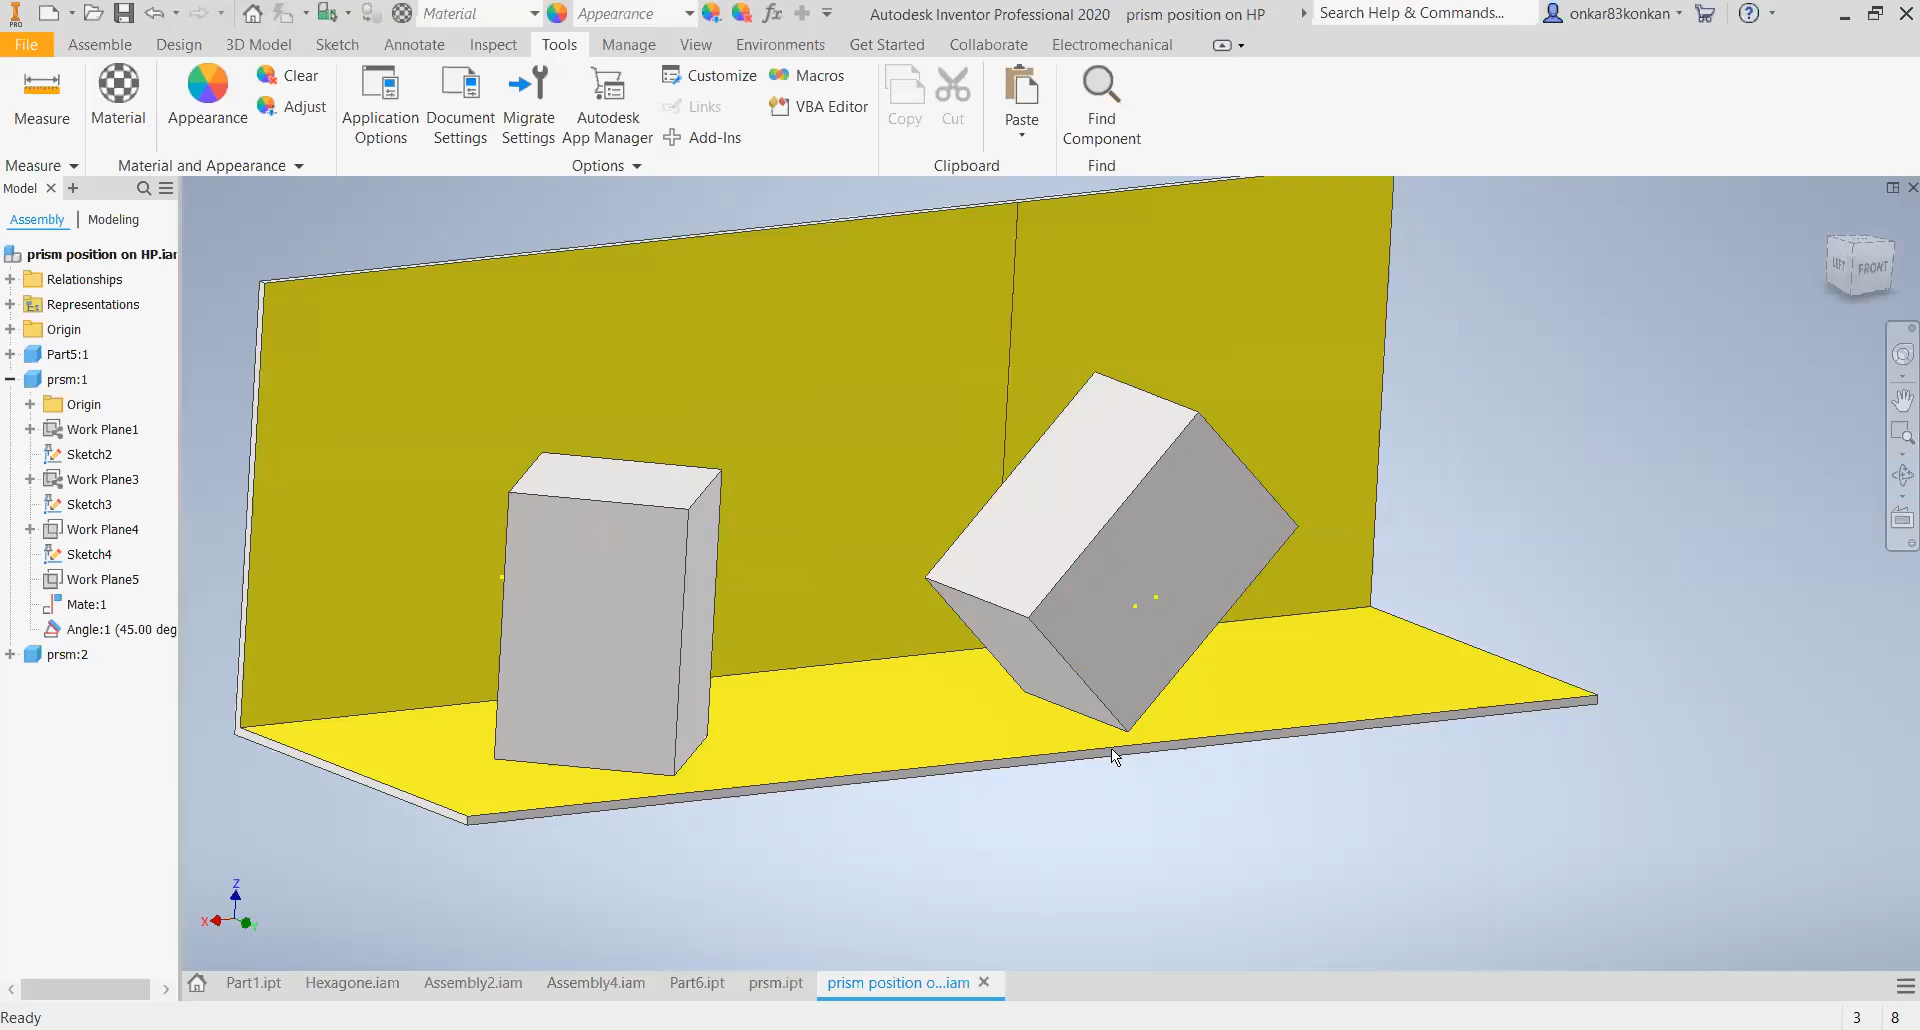 PRO
Material
Appearance
fx
Autodesk Inventor Professional 2020 prism position on HP
Search Help & Commands...
onkar83konkan
File
Assemble
Design
3D Model
Sketch
Annotate
Inspect
Tools
Manage
View
Environments
Get Started
Collaborate
Electromechanical
Measure
Material
Appearance
Clear
Adjust
Application
Options
Document
Settings
Migrate
Settings
Autodesk
App Manager
Customize
Links
Add-Ins
Macros
VBA Editor
Copy
Cut
Paste
Find
Component
Measure
Material and Appearance
Options
Clipboard
Find
Model
Assembly | Modeling
prism position on HP.iar
Relationships
Representations
Origin
Part5:1
prsm:1
Origin
Work Plane1
Sketch2
Work Plane3
Sketch3
Work Plane4
Sketch4
Work Plane5
Mate:1
Angle:1 (45.00 deg
prsm:2
LEFT
FRONT
Z
X
Y
Part1.ipt
Hexagone.iam
Assembly2.iam
Assembly4.iam
Part6.ipt
prsm.ipt
prism position o...iam
Ready
3
8